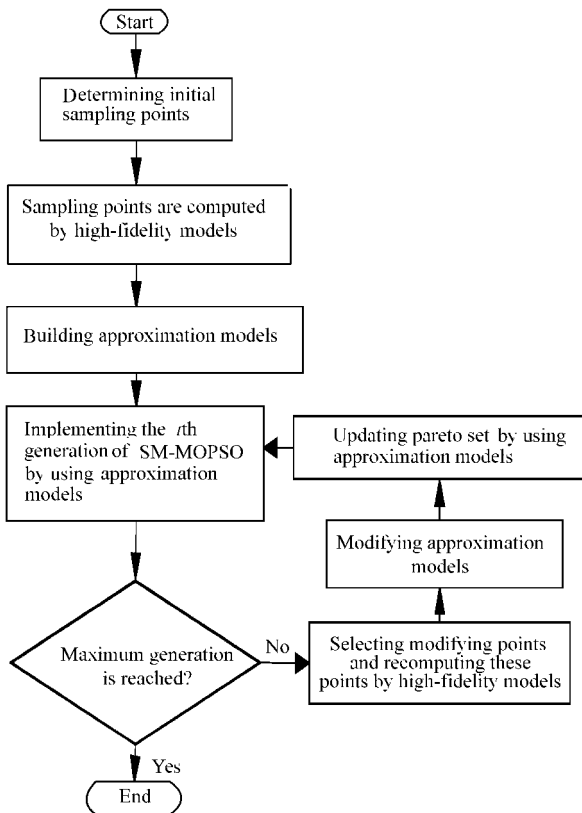 Start
Determining initial
sampling points
Sampling points are computed
by high-fidelity models
Building approximation models
Implementing the tth
generation of SM-MOPSO
by using approximation
models
Updating pareto set by using
approximation models
Modifying approximation
models
Selecting modifying points
and recomputing these
points by high-fidelity models
No
Maximum generation
is reached?
Yes
End